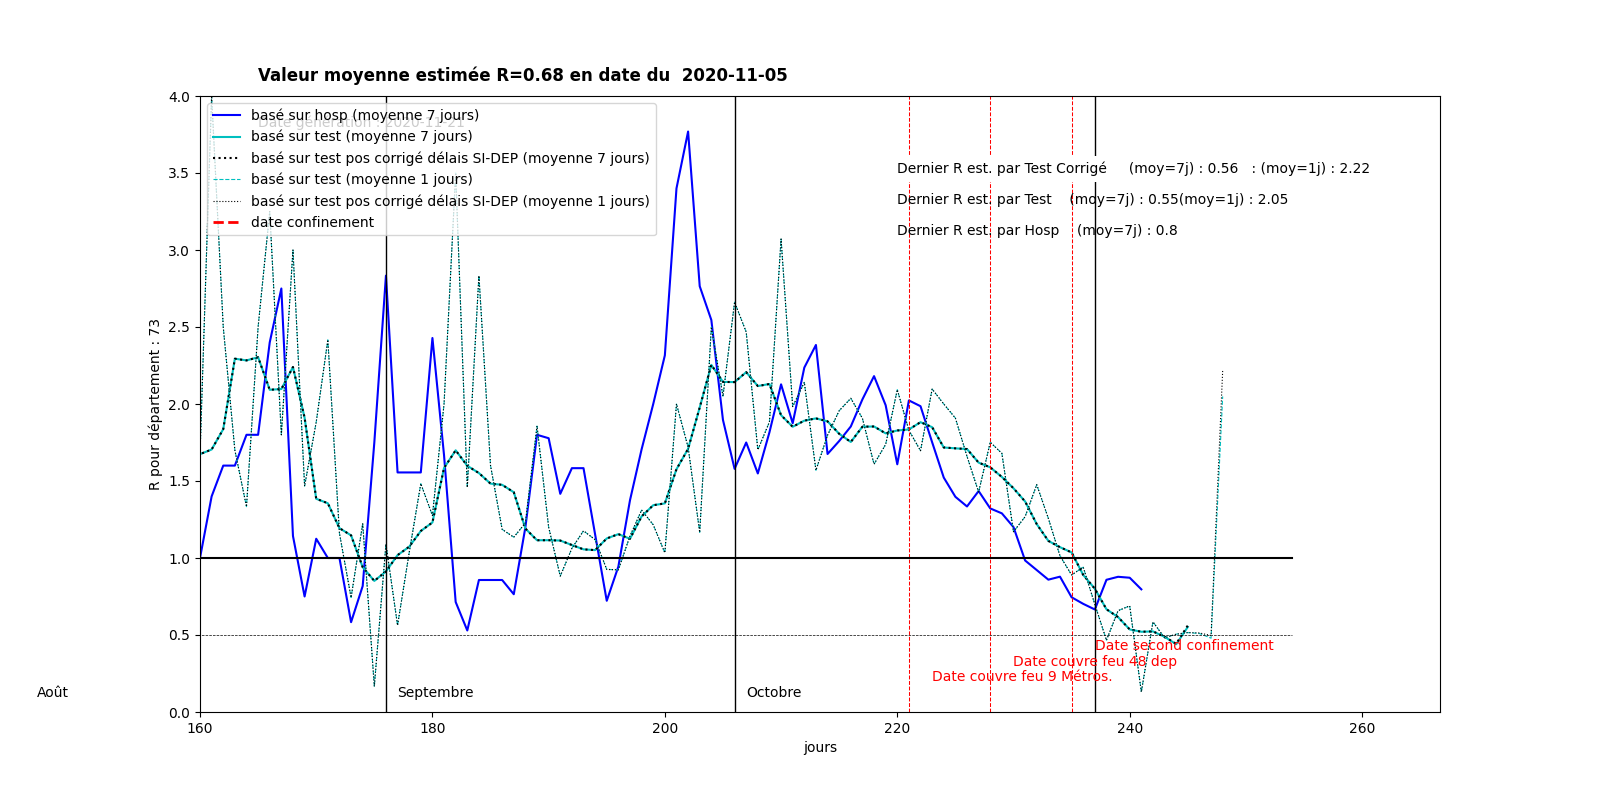 Valeur moyenne estimée R=0.68 en date du  2020-11-05
Date génération : 2020-11-21
basé sur hosp (moyenne 7 jours)
basé sur test (moyenne 7 jours)
basé sur test pos corrigé délais SI-DEP (moyenne 7 jours)
basé sur test (moyenne 1 jours)
basé sur test pos corrigé délais SI-DEP (moyenne 1 jours)
date confinement
Dernier R est. par Test Corrigé (moy=7j) : 0.56 : (moy=1j) : 2.22
Dernier R est. par Test (moy=7j) : 0.55(moy=1j) : 2.05
Dernier R est. par Hosp (moy=7j) : 0.8
R pour département : 73
4.0
3.5
3.0
2.5
2.0
1.5
1.0
0.5
0.0
Date second confinement
Date couvre feu 48 dep
Date couvre feu 9 Métros.
Août
Septembre
Octobre
160
180
200
220
240
260
jours